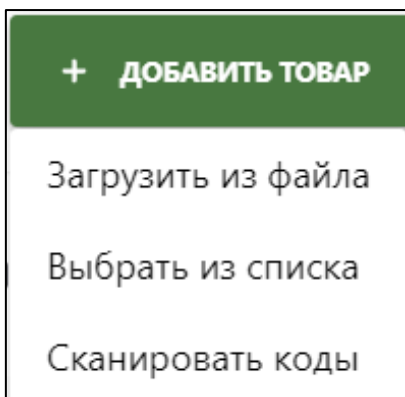 + ДОБАВИТЬ ТОВАР
Загрузить из файла
Выбрать из списка
Сканировать коды